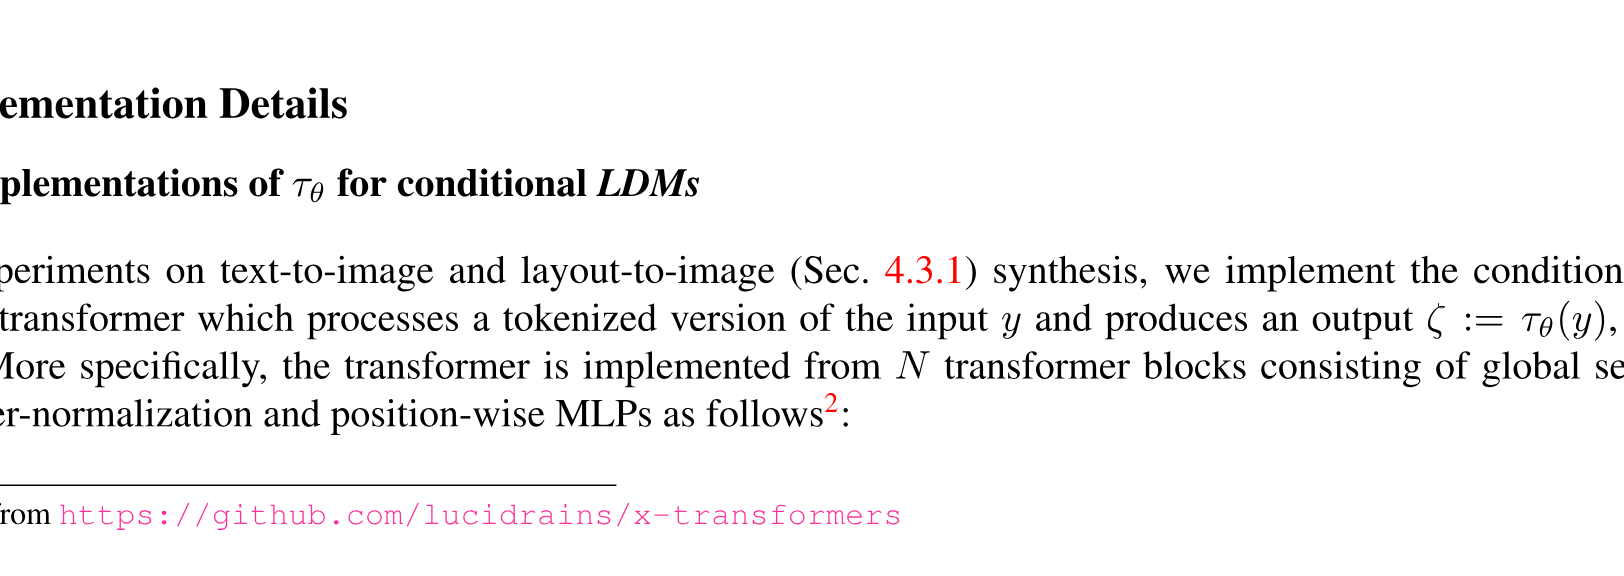 ementation Details
plementations of τθ for conditional LDMs
periments on text-to-image and layout-to-image (Sec. 4.3.1) synthesis, we implement the condition
transformer which processes a tokenized version of the input y and produces an output ζ := τθ(y),
More specifically, the transformer is implemented from N transformer blocks consisting of global se
er-normalization and position-wise MLPs as follows2:
from https://github.com/lucidrains/x-transformers